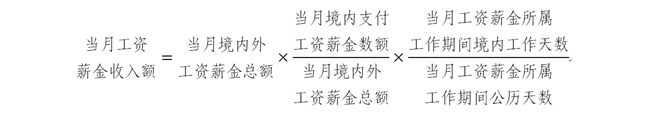 当月工资
薪金收入额
=
当月境内外
工资薪金总额
×
当月境内支付
工资薪金数额
当月境内外
工资薪金总额
×
当月工资薪金所属
工作期间境内工作天数
当月工资薪金所属
工作期间公历天数